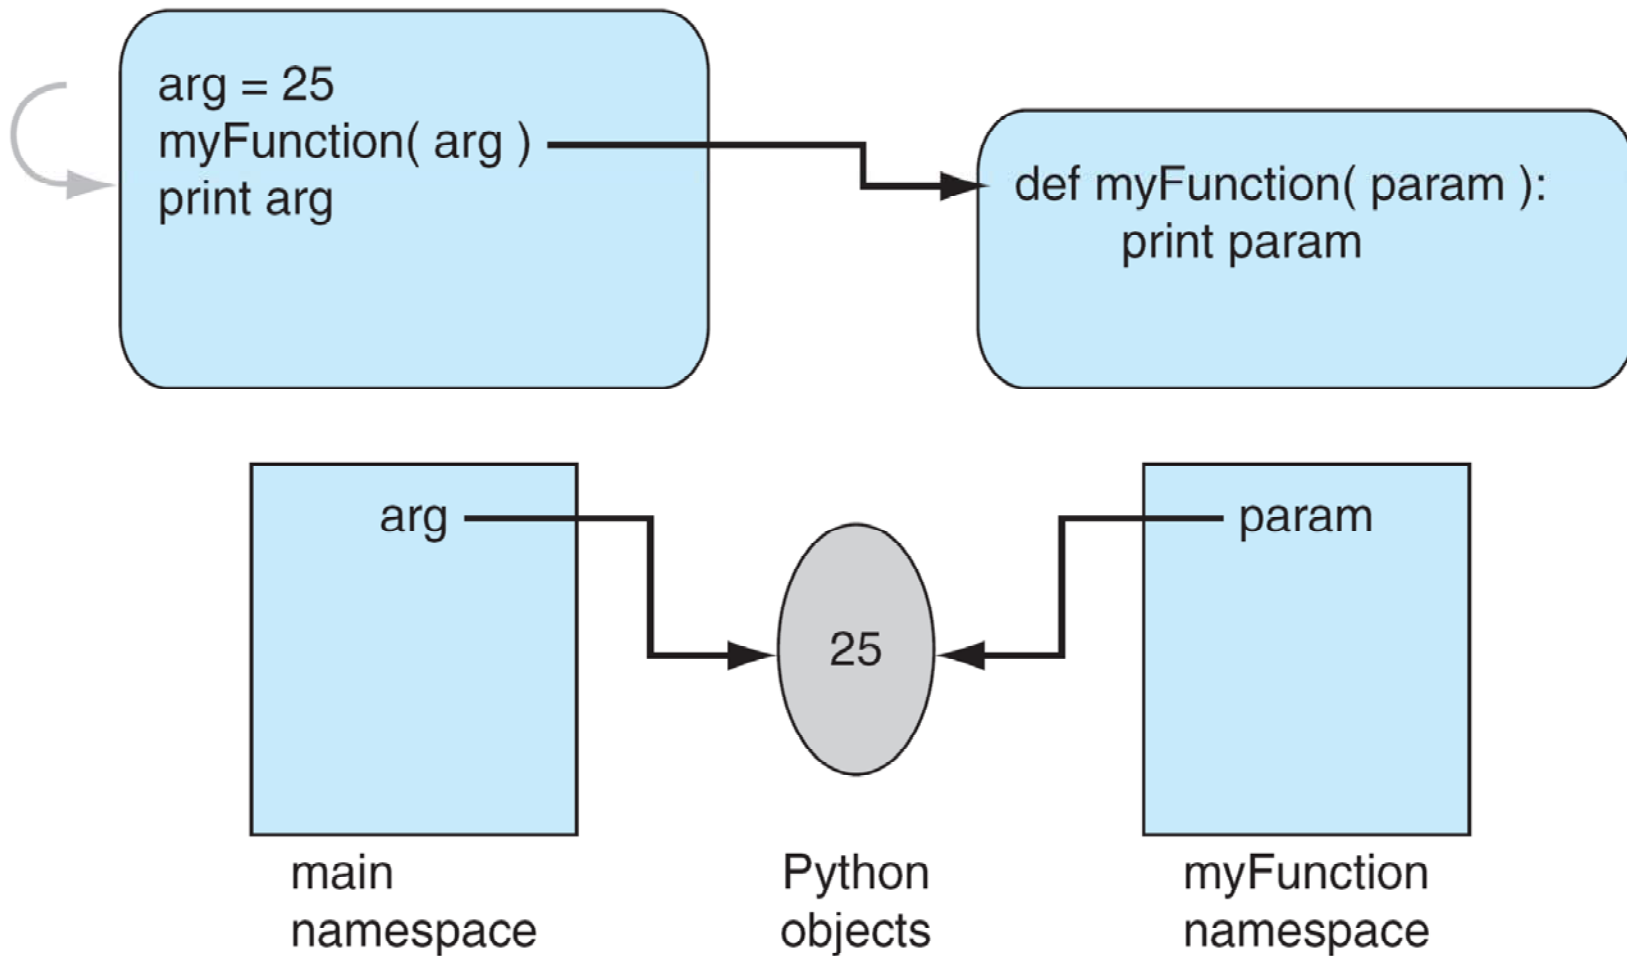 arg = 25
myFunction( arg )
print arg
def myFunction( param ):
print param
arg
25
param
main
namespace
Python
objects
myFunction
namespace